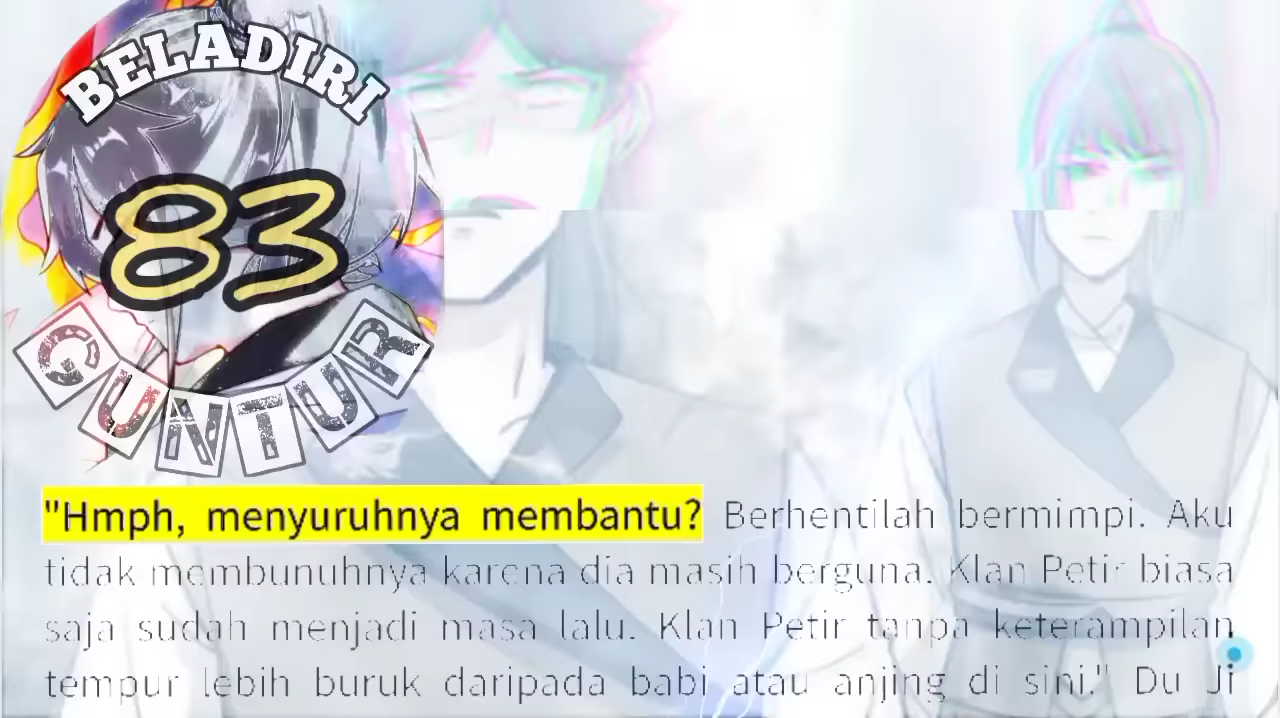 BELADIRI
83
GUNTUR
"Hmph, menyuruhnya membantu? Berhentilah bermimpi. Aku
tidak membunuhnya karena dia masih berguna. Klan Petir biasa
saja sudah menjadi masa lalu. Klan Petir tanpa keterampilan
tempur lebih buruk daripada babi atau anjing di sini." Du Ji